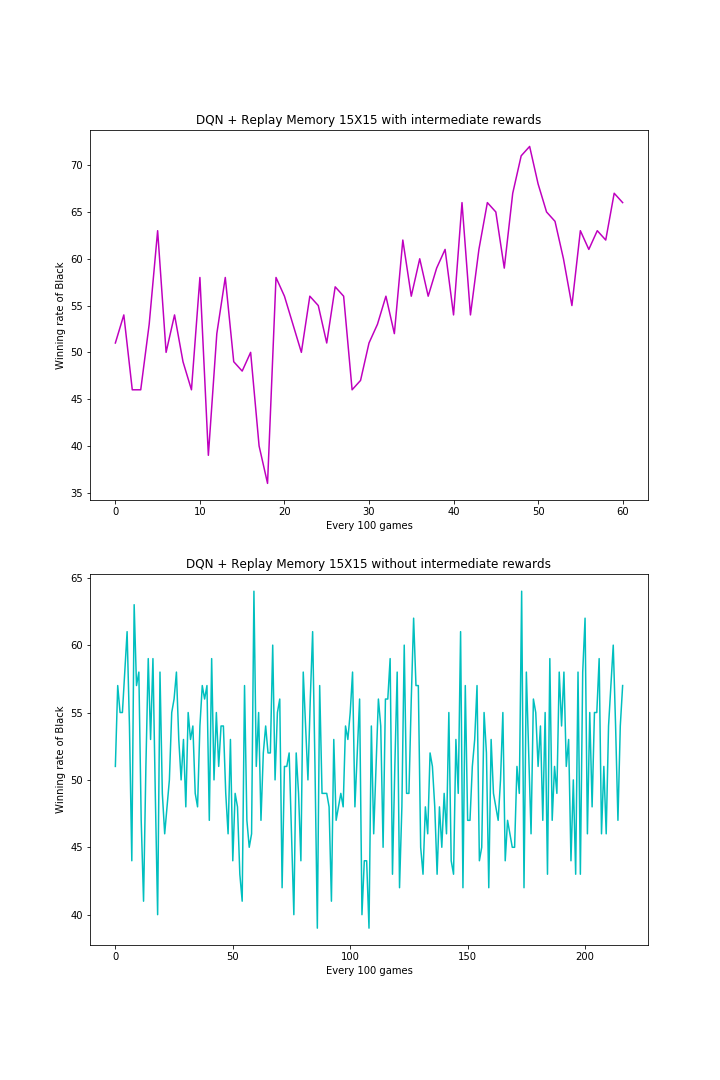 DQN + Replay Memory 15X15 with intermediate rewards
70
65
60
55
50
45
40
35
Winning rate of Black
0 10 20 30 40 50 60
Every 100 games
DQN + Replay Memory 15X15 without intermediate rewards
65
60
55
50
45
40
Winning rate of Black
0 50 100 150 200
Every 100 games